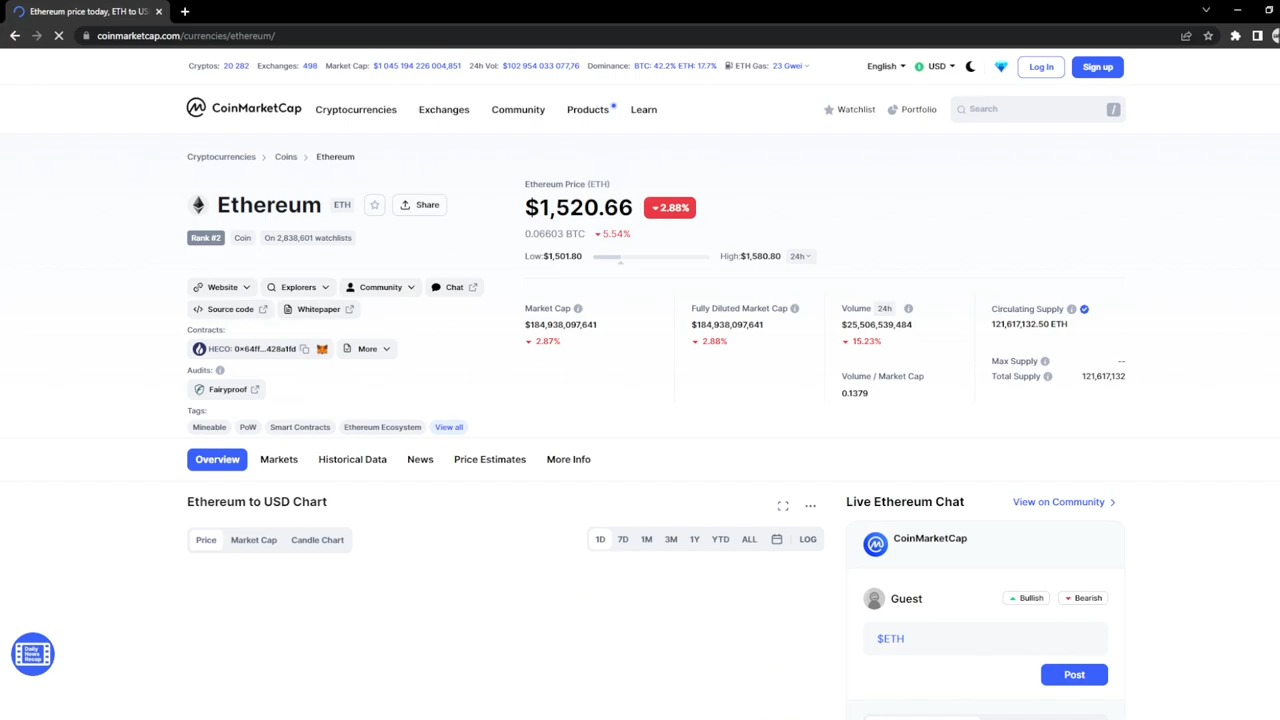 Ethereum price today, ETH to US
coinmarketcap.com/currencies/ethereum/
Cryptos: 20 282 Exchanges: 498 Market Cap: $1 045 194 226 004,851 24h Vol: $102 954 033 077,76 Dominance: BTC: 42.2% ETH: 17.7% ETH Gas: 23 Gwei
English USD Log In Sign up
CoinMarketCap Cryptocurrencies Exchanges Community Products Learn
Watchlist Portfolio Search /
Cryptocurrencies Coins Ethereum
Ethereum ETH Share
Rank #2 Coin On 2,838,601 watchlists
Website Explorers Community Chat
Source code Whitepaper
Contracts:
HECO: 0x64ff...428a1fd More
Audits:
Fairyproof
Tags:
Mineable PoW Smart Contracts Ethereum Ecosystem View all
Ethereum Price (ETH)
$1,520.66 2.88%
0.06603 BTC 5.54%
Low:$1,501.80 High:$1,580.80 24h
Market Cap
$184,938,097,641
2.87%
Fully Diluted Market Cap
$184,938,097,641
2.88%
Volume 24h
$25,506,539,484
15.23%
Volume / Market Cap
0.1379
Circulating Supply
121,617,132.50 ETH
Max Supply --
Total Supply 121,617,132
Overview Markets Historical Data News Price Estimates More Info
Ethereum to USD Chart
Price Market Cap Candle Chart
1D 7D 1M 3M 1Y YTD ALL LOG
Live Ethereum Chat View on Community
CoinMarketCap
Guest Bullish Bearish
$ETH
Post
Daily
News
Recap